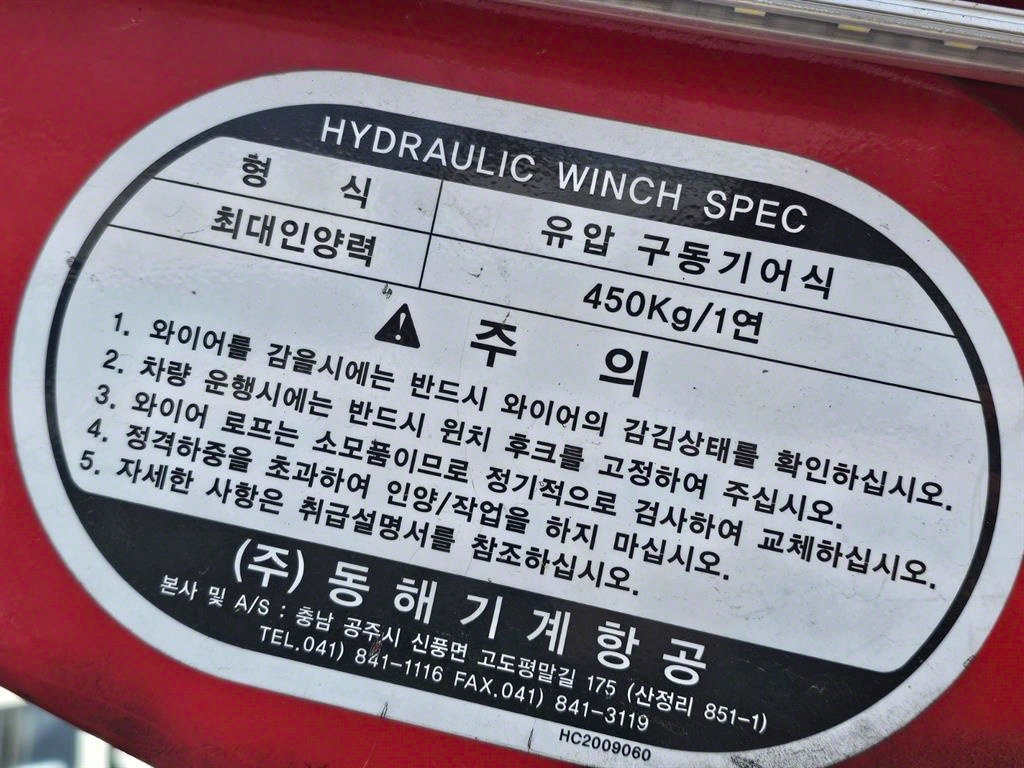 HYDRAULIC WINCH SPEC
형 식 유압 구동기어식
최대인양력 450Kg/1연
주 의
1. 와이어를 감을시에는 반드시 와이어의 감김상태를 확인하십시오.
2. 차량 운행시에는 반드시 윈치 후크를 고정하여 주십시오.
3. 와이어 로프는 소모품이므로 정기적으로 검사하여 교체하십시오.
4. 정격하중을 초과하여 인양/작업을 하지 마십시오.
5. 자세한 사항은 취급설명서를 참조하십시오.
(주) 동해기계항공
본사 및 A/S : 충남 공주시 신풍면 고도평말길 175 (산정리 851-1)
TEL.041) 841-1116 FAX.041) 841-3119
HC2009060